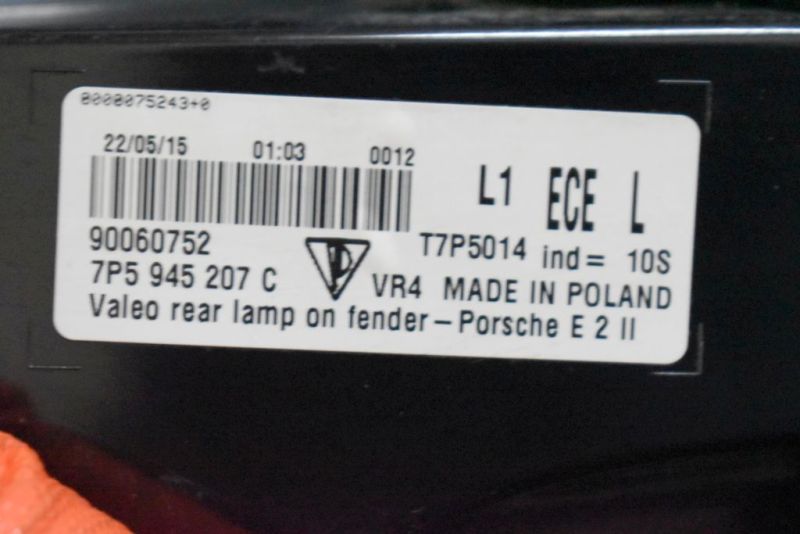 8008075243+0
22/05/15 01:03 0012
L1 ECE L
90060752 T7P5014 ind= 10S
7P5 945 207 C VR4 MADE IN POLAND
Valeo rear lamp on fender – Porsche E 2 II